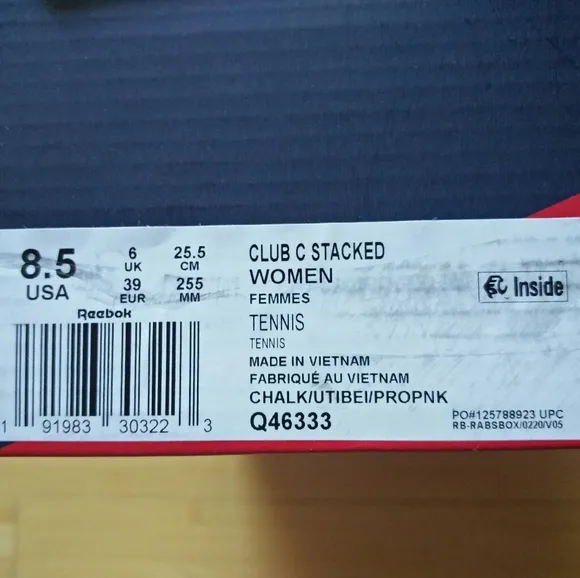 8.5
USA
6
UK
25.5
CM
39
EUR
255
MM
Reebok
1 91983 30322 3
CLUB C STACKED
WOMEN
FEMMES
TENNIS
TENNIS
MADE IN VIETNAM
FABRIQUÉ AU VIETNAM
CHALK/UTIBEI/PROPNK
Q46333
Inside
PO#125788923 UPC
RB-RABSBOX/0220/V05